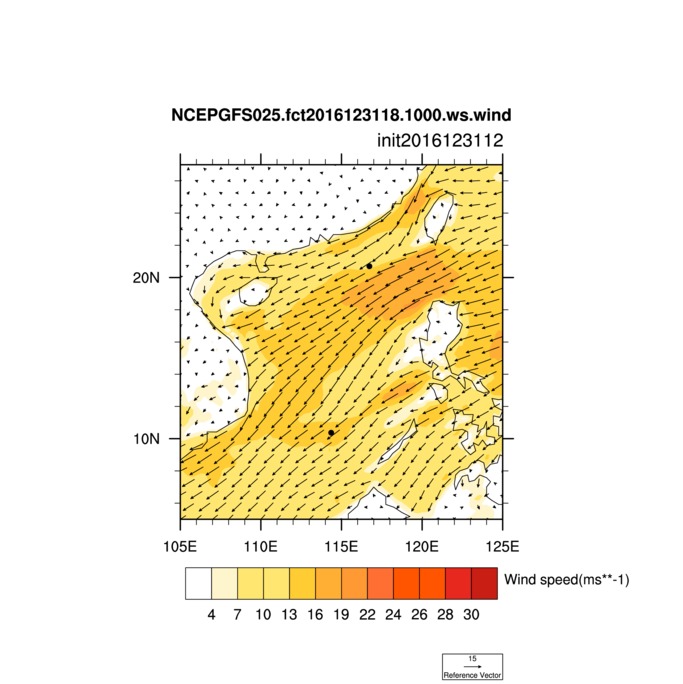 NCEPGFS025.fct2016123118.1000.ws.wind
init2016123112
20N
10N
105E 110E 115E 120E 125E
Wind speed(ms**-1)
4 7 10 13 16 19 22 24 26 28 30
15
Reference Vector